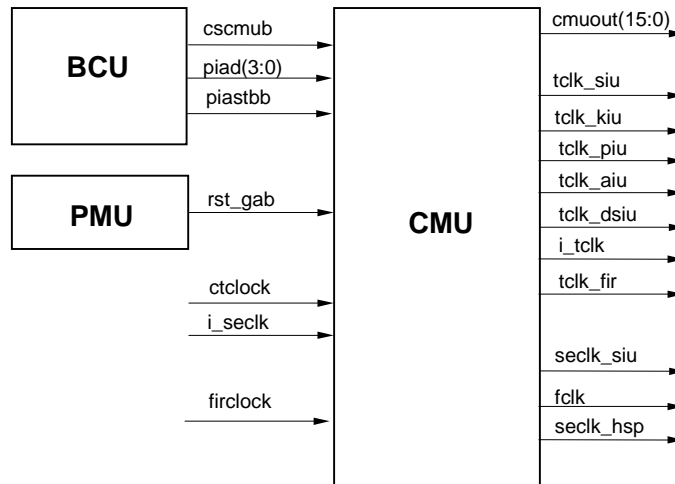 BCU
cscmub
piad(3:0)
piastbb
PMU
rst_gab
ctclock
i_seclk
firclock
CMU
cmuout(15:0)
tclk_siu
tclk_kiu
tclk_piu
tclk_aiu
tclk_dsiu
i_tclk
tclk_fir
seclk_siu
fclk
seclk_hsp